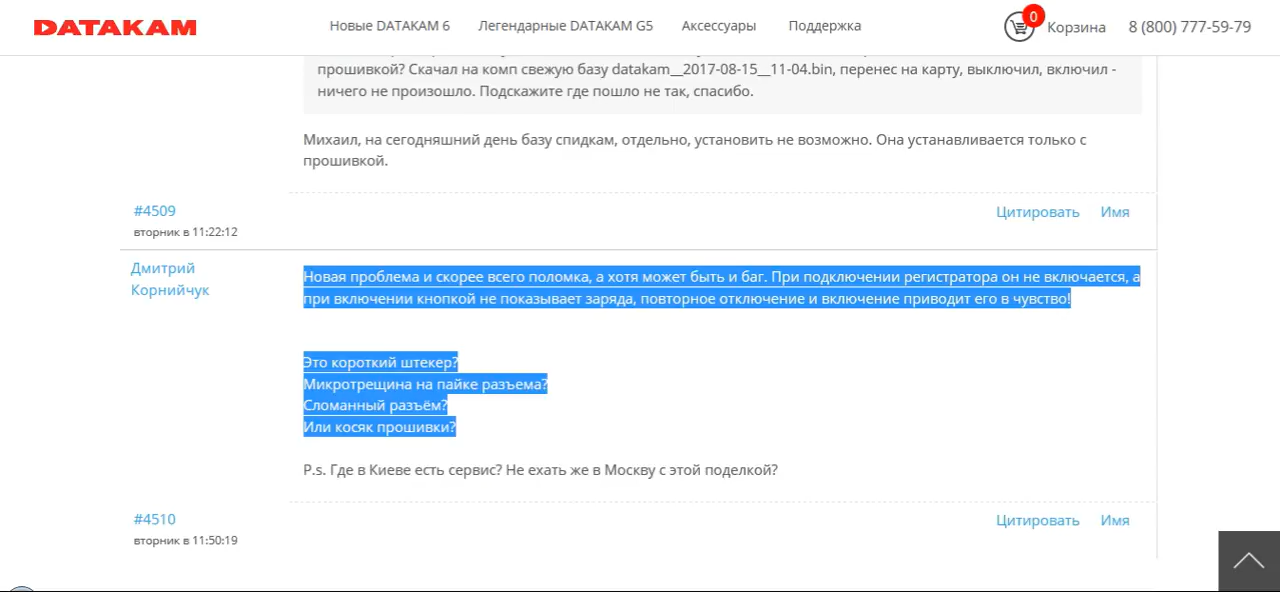 DATAKAM
Новые DATAKAM 6
Легендарные DATAKAM G5
Аксессуары
Поддержка
0
Корзина
8 (800) 777-59-79
прошивкой? Скачал на комп свежую базу datakam__2017-08-15__11-04.bin, перенес на карту, выключил, включил -
ничего не произошло. Подскажите где пошло не так, спасибо.
Михаил, на сегодняшний день базу спидкам, отдельно, установить не возможно. Она устанавливается только с
прошивкой.
#4509
вторник в 11:22:12
Цитировать
Имя
Дмитрий
Корнийчук
Новая проблема и скорее всего поломка, а хотя может быть и баг. При подключении регистратора он не включается, а
при включении кнопкой не показывает заряда, повторное отключение и включение приводит его в чувство!
Это короткий штекер?
Микротрещина на пайке разъема?
Сломанный разъём?
Или косяк прошивки?
P.s. Где в Киеве есть сервис? Не ехать же в Москву с этой поделкой?
#4510
вторник в 11:50:19
Цитировать
Имя